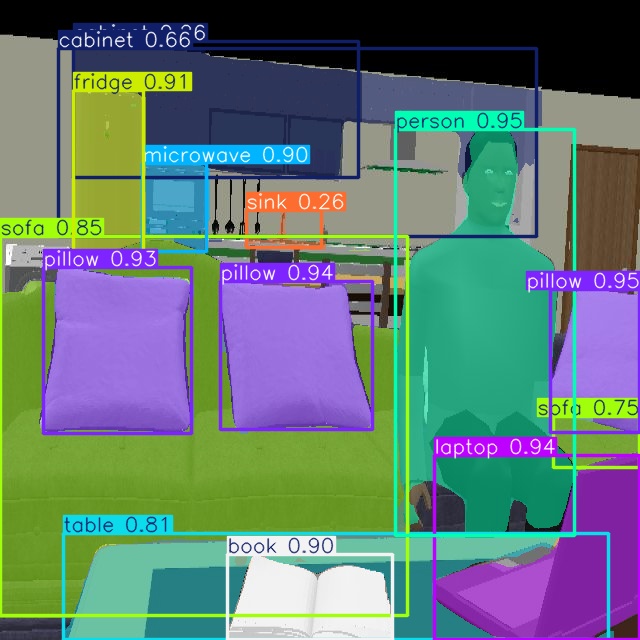 cabinet 0.66
fridge 0.91
person 0.95
microwave 0.90
sink 0.26
sofa 0.85
pillow 0.93
pillow 0.94
pillow 0.95
sofa 0.75
laptop 0.94
table 0.81
book 0.90